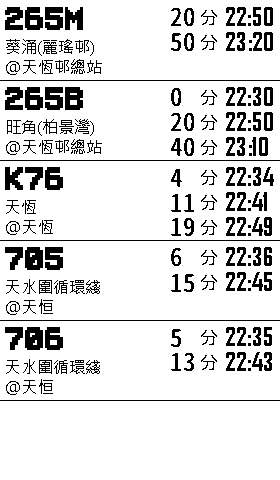 265M 20 分 22:50
葵涌(麗瑤邨) 50 分 23:20
@天恆邨總站
265B 0 分 22:30
旺角(柏景灣) 20 分 22:50
@天恆邨總站 40 分 23:10
K76 4 分 22:34
天恆 11 分 22:41
@天恆 19 分 22:49
705 6 分 22:36
天水圍循環綫 15 分 22:45
@天恒
706 5 分 22:35
天水圍循環綫 13 分 22:43
@天恒